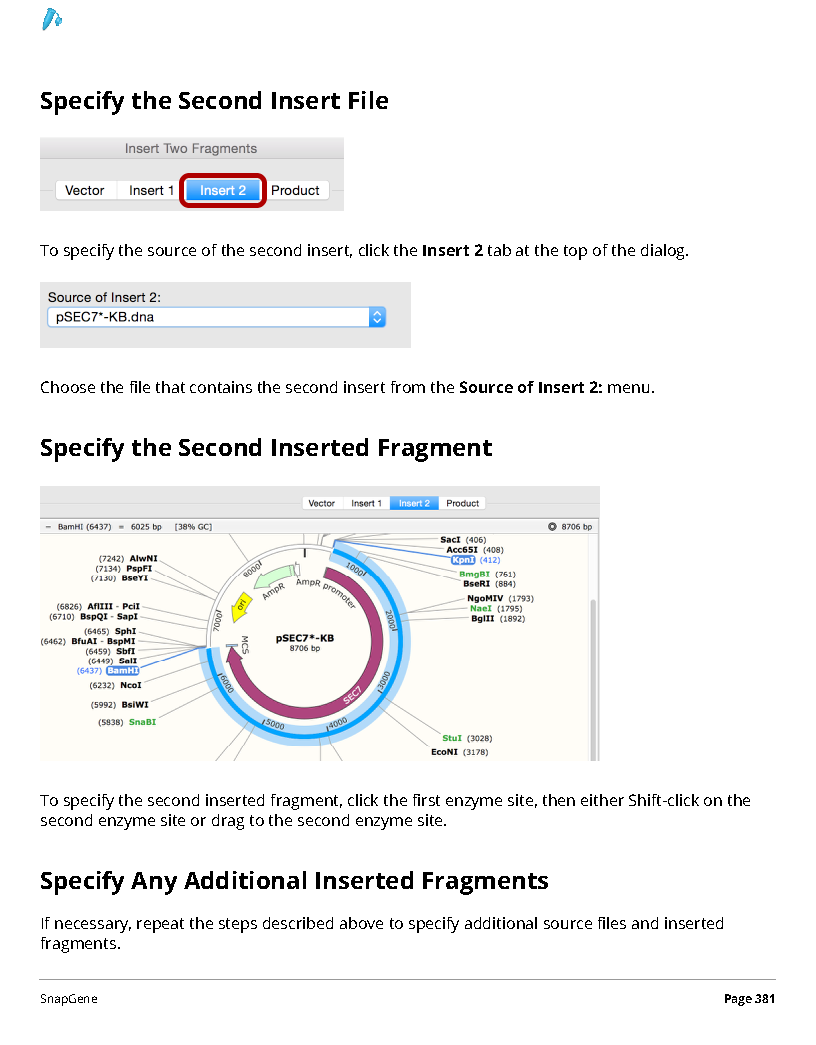 Specify the Second Insert File
Insert Two Fragments
Vector Insert 1 Insert 2 Product
To specify the source of the second insert, click the Insert 2 tab at the top of the dialog.
Source of Insert 2:
pSEC7*-KB.dna
Choose the file that contains the second insert from the Source of Insert 2: menu.
Specify the Second Inserted Fragment
Vector Insert 1 Insert 2 Product
– BamHI (6437) = 6025 bp [38% GC] 8706 bp
(7242) AlwNI
(7134) PspFI
(7130) BseYI
(6826) AflIII - PciI
(6710) BspQI - SapI
(6465) SphI
(6462) BfuAI - BspMI
(6459) SbfI
(6449) SalI
(6437) BamHI
(6232) NcoI
(5992) BsiWI
(5838) SnaBI
SacI (406)
Acc65I (408)
KpnI (412)
BmgBI (761)
BseRI (884)
NgoMIV (1793)
NaeI (1795)
BglII (1892)
StuI (3028)
EcoNI (3178)
8000
1000
2000
3000
4000
5000
6000
7000
AmpR
AmpR promoter
ori
MCS
SEC7
pSEC7*-KB
8706 bp
To specify the second inserted fragment, click the first enzyme site, then either Shift-click on the
second enzyme site or drag to the second enzyme site.
Specify Any Additional Inserted Fragments
If necessary, repeat the steps described above to specify additional source files and inserted
fragments.
SnapGene Page 381